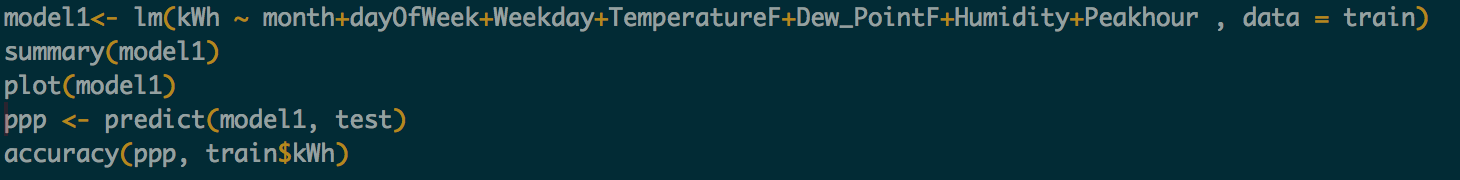 model1<- lm(kWh ~ month+dayOfWeek+Weekday+TemperatureF+Dew_PointF+Humidity+Peakhour , data = train)
summary(model1)
plot(model1)
ppp <- predict(model1, test)
accuracy(ppp, train$kWh)